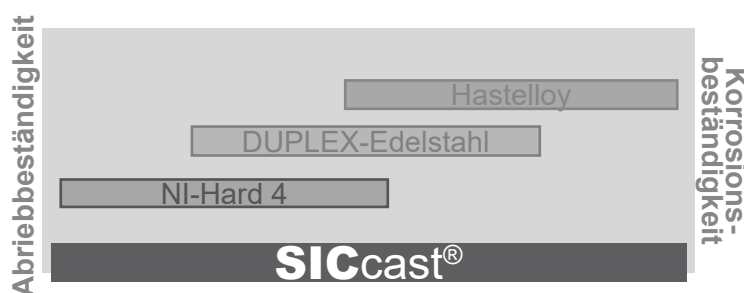 Abriebbeständigkeit
Hastelloy
DUPLEX-Edelstahl
NI-Hard 4
SICcast®
Korrosions-
beständigkeit